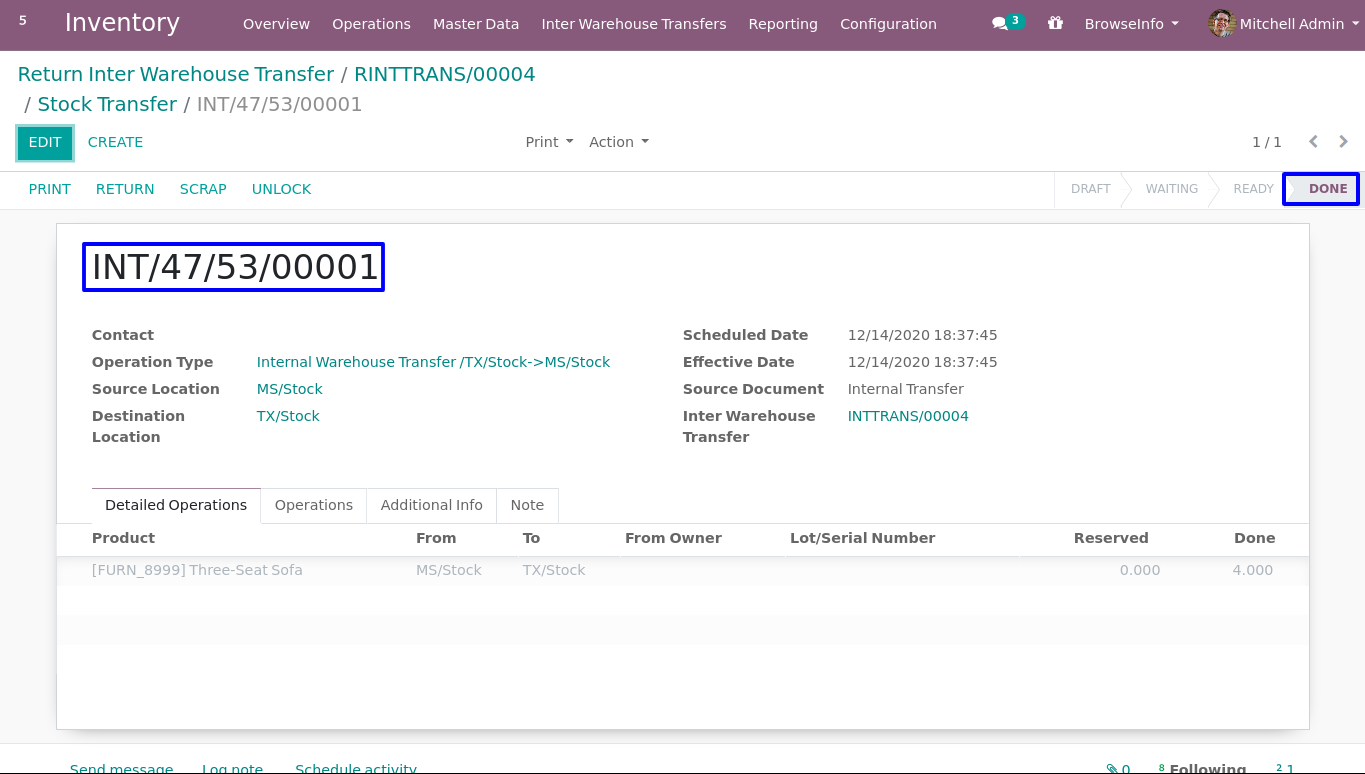 5 Inventory Overview Operations Master Data Inter Warehouse Transfers Reporting Configuration 3 BrowseInfo Mitchell Admin
Return Inter Warehouse Transfer / RINTTRANS/00004
/ Stock Transfer / INT/47/53/00001
EDIT CREATE Print Action 1 / 1
PRINT RETURN SCRAP UNLOCK DRAFT WAITING READY DONE
INT/47/53/00001
Contact Scheduled Date 12/14/2020 18:37:45
Operation Type Internal Warehouse Transfer /TX/Stock->MS/Stock Effective Date 12/14/2020 18:37:45
Source Location MS/Stock Source Document Internal Transfer
Destination TX/Stock Inter Warehouse INTTRANS/00004
Location Transfer
Detailed Operations Operations Additional Info Note
Product From To From Owner Lot/Serial Number Reserved Done
[FURN_8999] Three-Seat Sofa MS/Stock TX/Stock 0.000 4.000
Send message Log note Schedule activity 0 8 Following 2 1